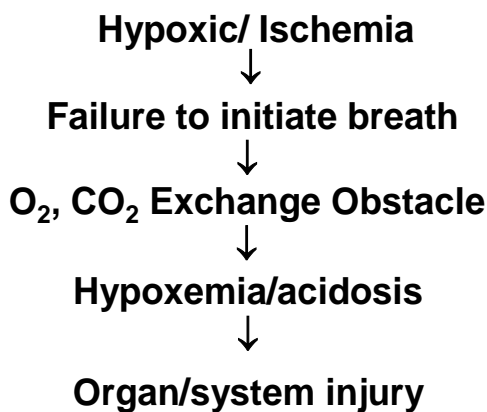 Hypoxic/ Ischemia
↓
Failure to initiate breath
↓
O₂, CO₂ Exchange Obstacle
↓
Hypoxemia/acidosis
↓
Organ/system injury